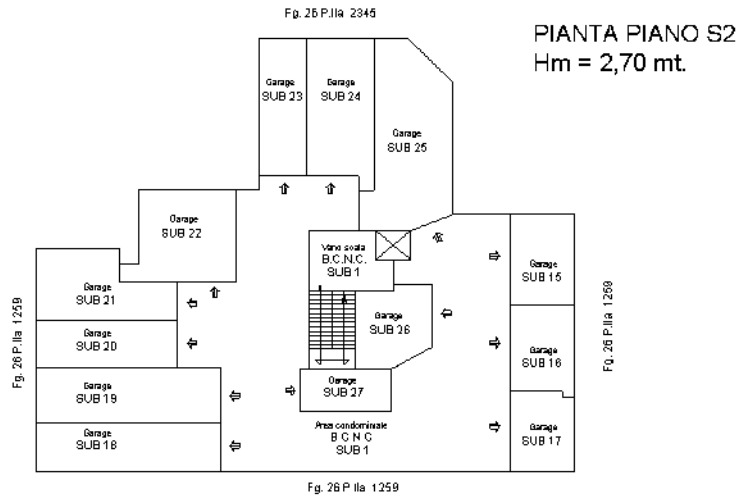 Fg. 26 P.lla 2345
PIANTA PIANO S2
Hm = 2,70 mt.
Garage
SUB 23
Garage
SUB 24
Garage
SUB 25
Garage
SUB 22
Vano scala
B.C.N.C.
SUB 1
Garage
SUB 15
Garage
SUB 21
Garage
SUB 26
Garage
SUB 20
Garage
SUB 16
Garage
SUB 19
Garage
SUB 27
Garage
SUB 18
Area condominiale
B C N C
SUB 1
Garage
SUB 17
Fg. 26 P.lla 1259
Fg. 26 P.lla 1259
Fg. 26 P.lla 1259